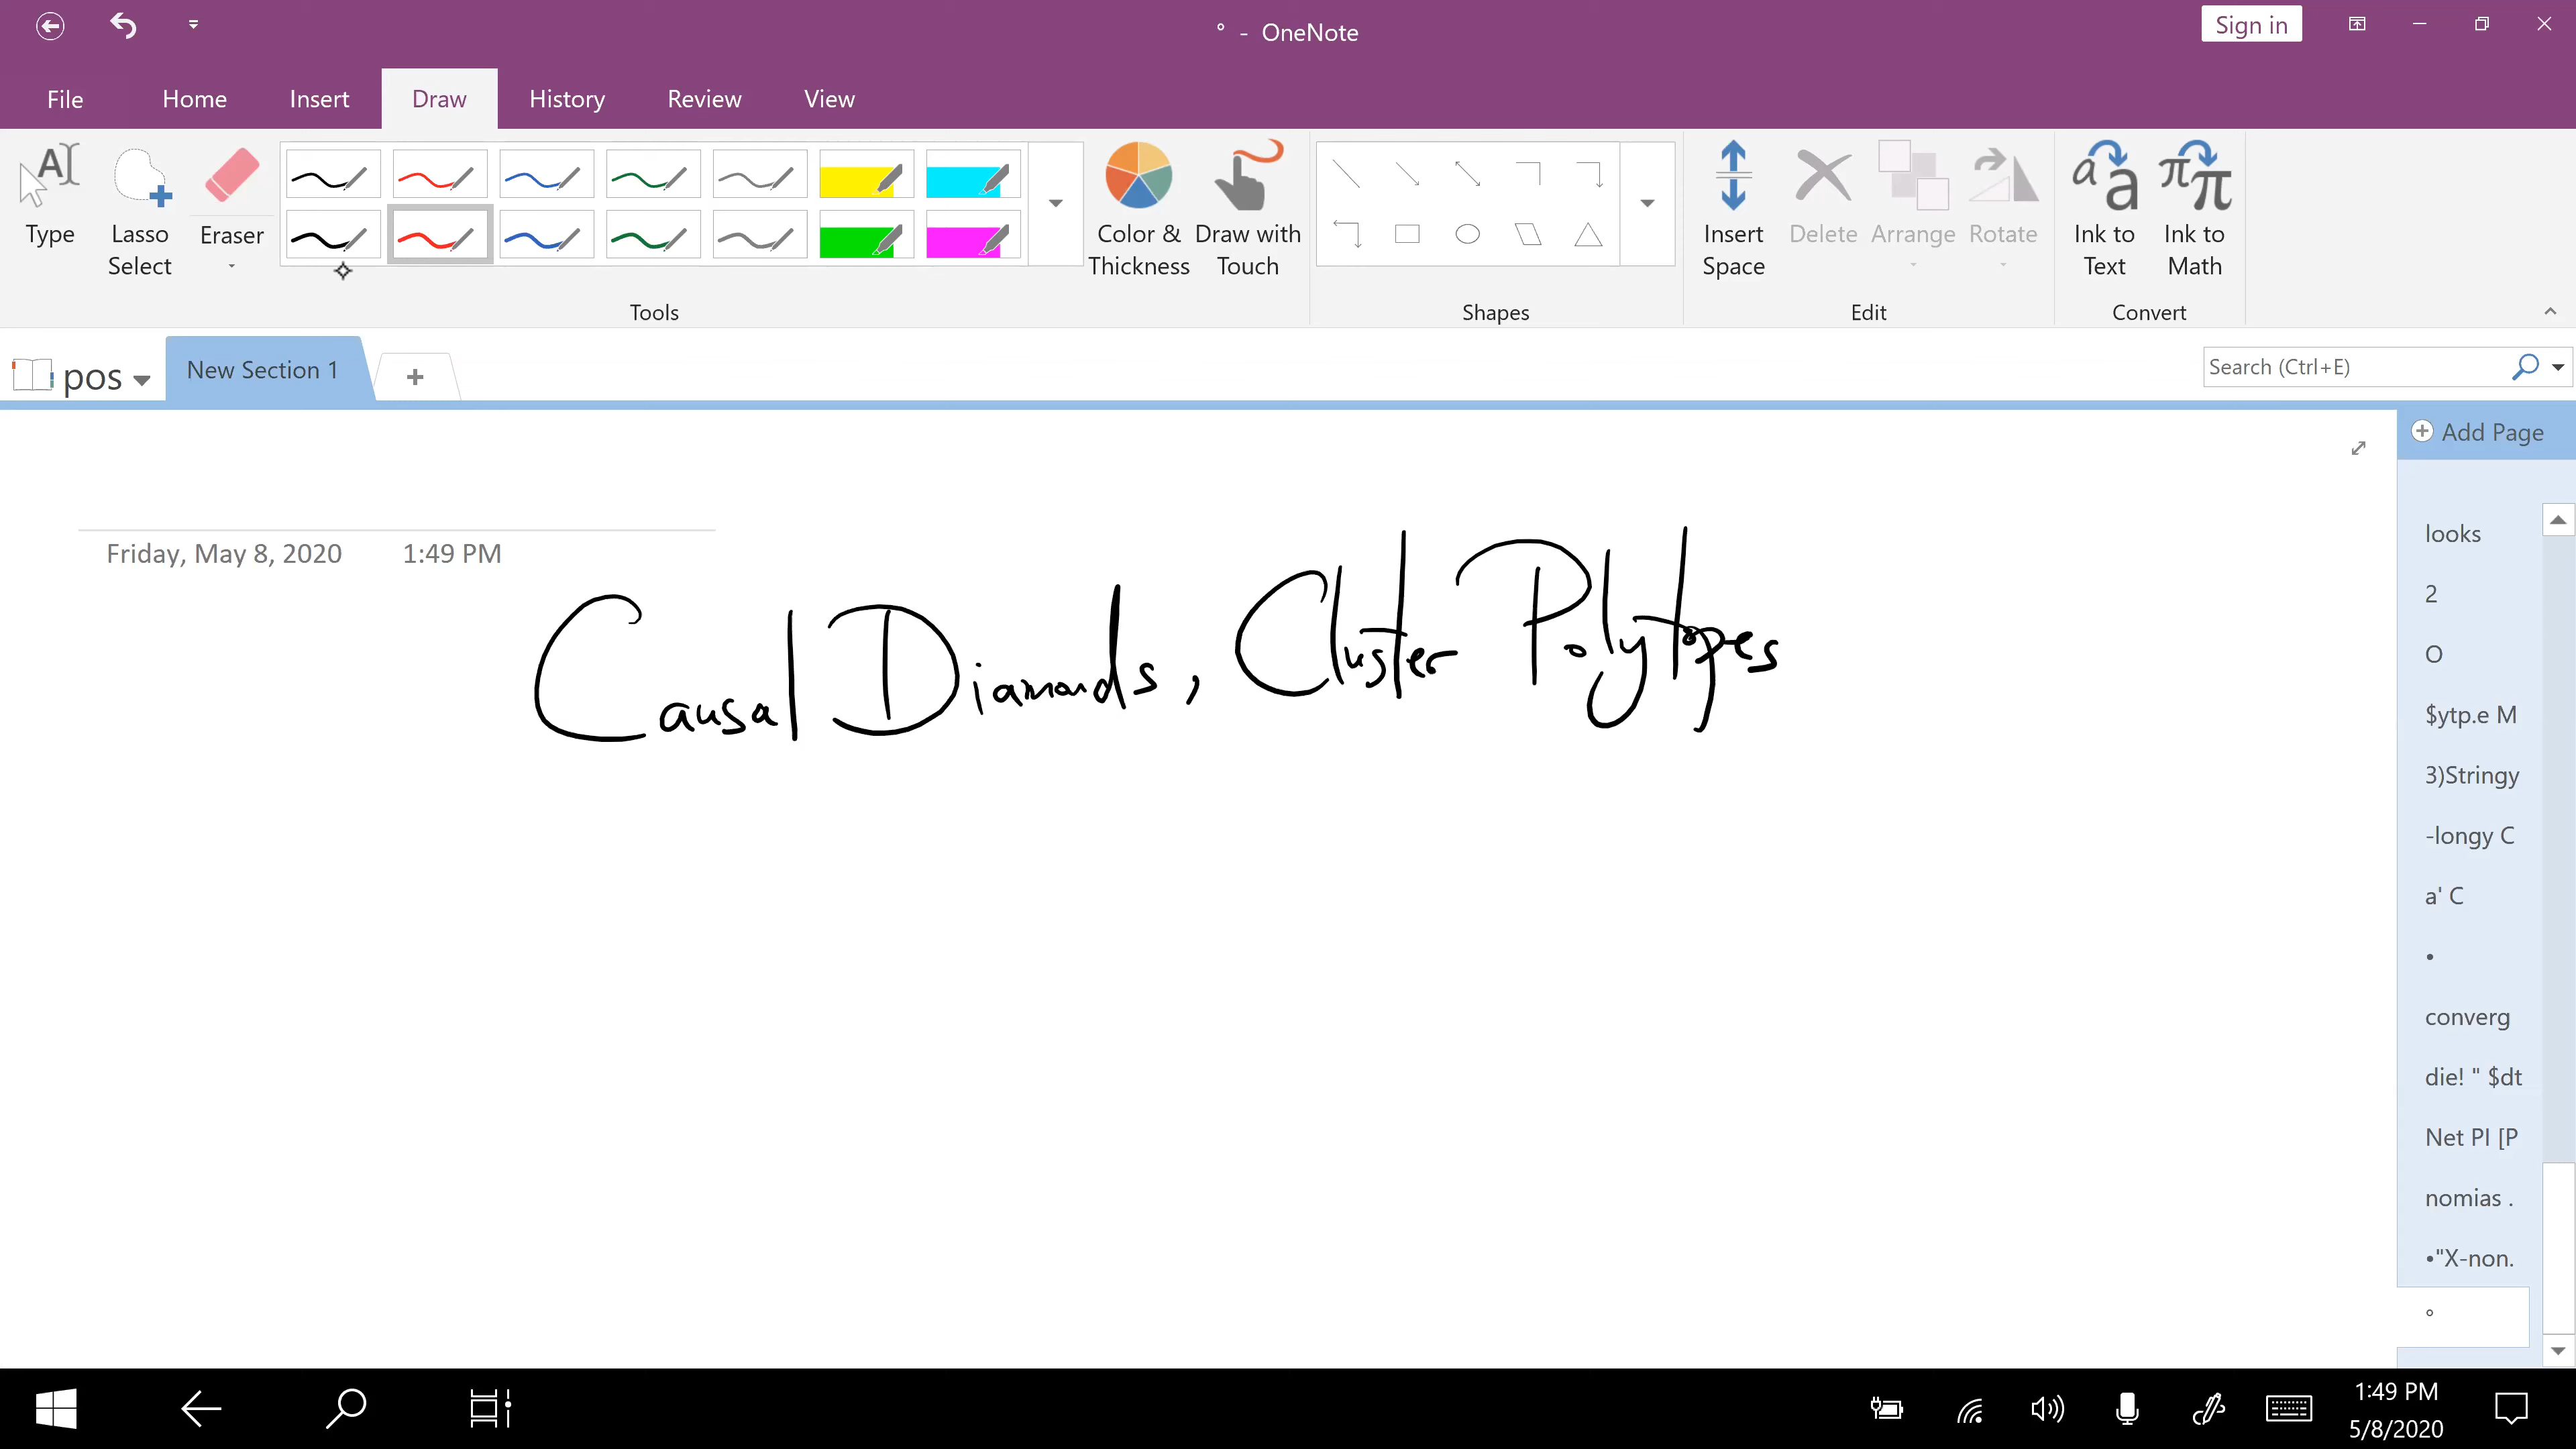 ° - OneNote
Sign in
File Home Insert Draw History Review View
Type
Lasso Select
Eraser
Color & Thickness
Draw with Touch
Insert Space
Delete
Arrange
Rotate
Ink to Text
Ink to Math
Tools
Shapes
Edit
Convert
pos
New Section 1
Search (Ctrl+E)
Add Page
Friday, May 8, 2020 1:49 PM
Causal Diamonds, Cluster Polytopes
looks
2
O
$ytp.e M
3)Stringy
-longy C
a' C
•
converg
die! " $dt
Net PI [P
nomias .
•"X-non.
°
1:49 PM
5/8/2020